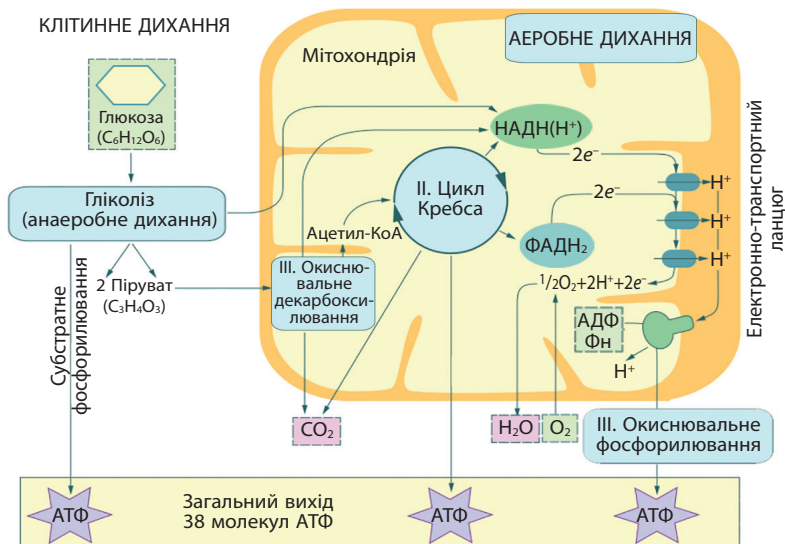 КЛІТИННЕ ДИХАННЯ
АЕРОБНЕ ДИХАННЯ
Мітохондрія
Глюкоза
(C₆H₁₂O₆)
НАДН(H⁺)
2e⁻
Гліколіз
(анаеробне дихання)
II. Цикл
Кребса
2e⁻
H⁺
H⁺
H⁺
Ацетил-КоА
ФАДН₂
2 Піруват
(C₃H₄O₃)
III. Окисню-
вальне
декарбокси-
лювання
¹/₂O₂+2H⁺+2e⁻
Електронно-транспортний
ланцюг
АДФ
Фн
H⁺
Субстратне
фосфорилювання
CO₂
H₂O
O₂
III. Окиснювальне
фосфорилювання
Загальний вихід
38 молекул АТФ
АТФ
АТФ
АТФ